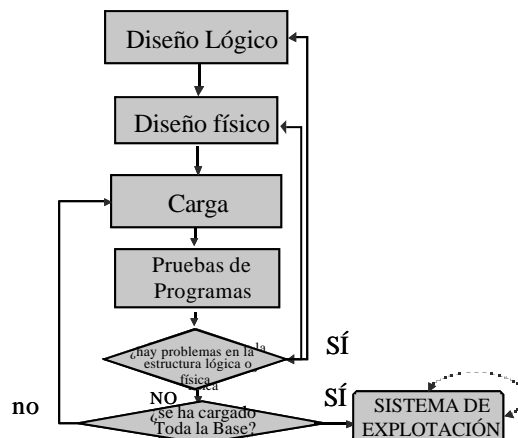 Diseño Lógico
Diseño físico
Carga
Pruebas de
Programas
¿hay problemas en la
estructura lógica o
física
SÍ
NO
no
¿se ha cargado
Toda la Base?
SÍ
SISTEMA DE
EXPLOTACIÓN